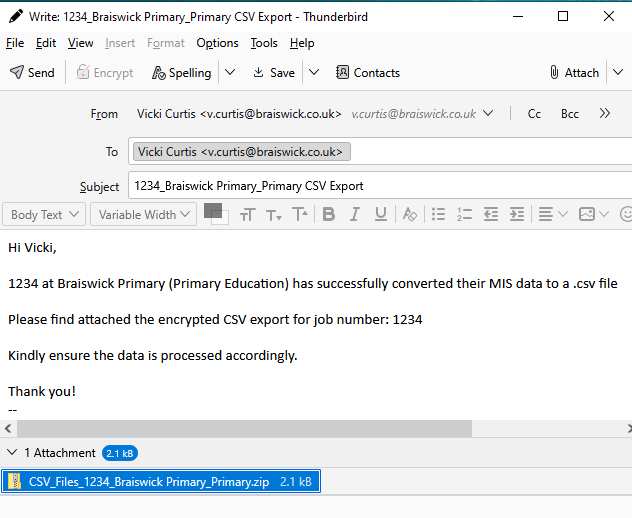 Write: 1234_Braiswick Primary_Primary CSV Export - Thunderbird
File Edit View Insert Format Options Tools Help
Send Encrypt Spelling Save Contacts Attach
From Vicki Curtis <v.curtis@braiswick.co.uk> v.curtis@braiswick.co.uk Cc Bcc
To Vicki Curtis <v.curtis@braiswick.co.uk>
Subject 1234_Braiswick Primary_Primary CSV Export
Body Text Variable Width
Hi Vicki,
1234 at Braiswick Primary (Primary Education) has successfully converted their MIS data to a .csv file
Please find attached the encrypted CSV export for job number: 1234
Kindly ensure the data is processed accordingly.
Thank you!
--
1 Attachment 2.1 kB
CSV_Files_1234_Braiswick Primary_Primary.zip 2.1 kB